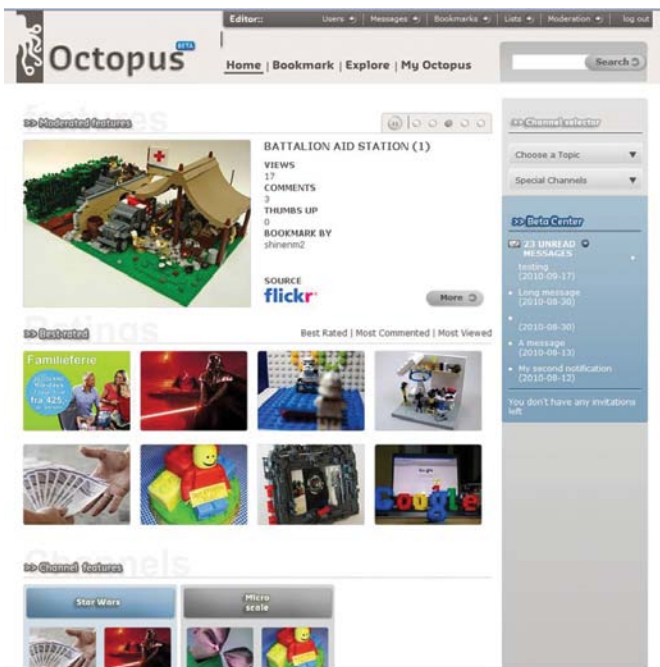 Editor::
Users
Messages
Bookmarks
Lists
Moderation
log out
Octopus
BETA
Home | Bookmark | Explore | My Octopus
Search
features
>> Moderated features
BATTALION AID STATION (1)
VIEWS
17
COMMENTS
3
THUMBS UP
0
BOOKMARK BY
shinenm2
SOURCE
flickr
More
>> Channel selector
Choose a Topic
Special Channels
>> Beta Center
23 UNREAD
MESSAGES
testing
(2010-09-17)
Long message
(2010-08-30)
(2010-08-30)
A message
(2010-08-13)
My second notification
(2010-08-12)
You don't have any invitations
left
Ratings
>> Best rated
Best Rated | Most Commented | Most Viewed
Familieferie
fra 425,-
Google
Channels
>> Channel features
Star Wars
Micro
scale